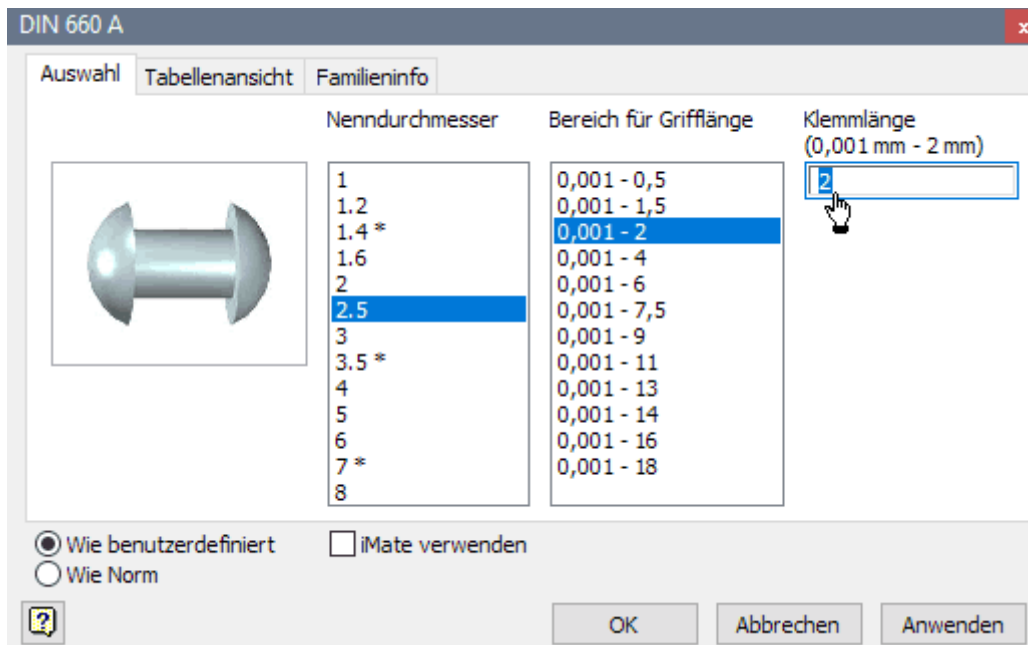 DIN 660 A
x
Auswahl Tabellenansicht Familieninfo
Nenndurchmesser
1
1.2
1.4 *
1.6
2
2.5
3
3.5 *
4
5
6
7 *
8
Bereich für Grifflänge
0,001 - 0,5
0,001 - 1,5
0,001 - 2
0,001 - 4
0,001 - 6
0,001 - 7,5
0,001 - 9
0,001 - 11
0,001 - 13
0,001 - 14
0,001 - 16
0,001 - 18
Klemmlänge
(0,001 mm - 2 mm)
2
Wie benutzerdefiniert
Wie Norm
iMate verwenden
?
OK Abbrechen Anwenden